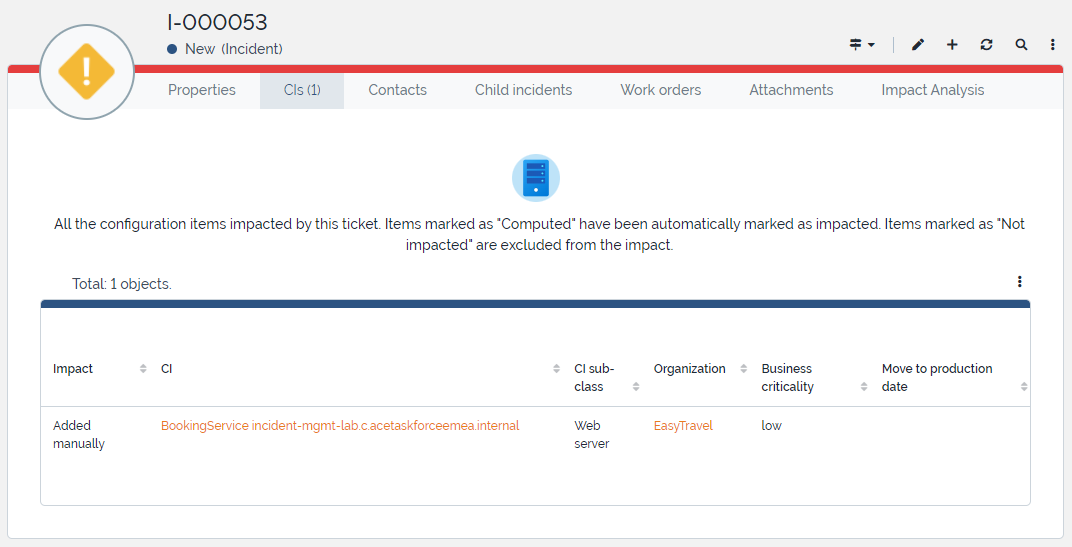 I-000053
New (Incident)
Properties
CIs (1)
Contacts
Child incidents
Work orders
Attachments
Impact Analysis
All the configuration items impacted by this ticket. Items marked as "Computed" have been automatically marked as impacted. Items marked as "Not
impacted" are excluded from the impact.
Total: 1 objects.
Impact
CI
CI sub-
class
Organization
Business
criticality
Move to production
date
Added
manually
BookingService incident-mgmt-lab.c.acetaskforceemea.internal
Web
server
EasyTravel
low